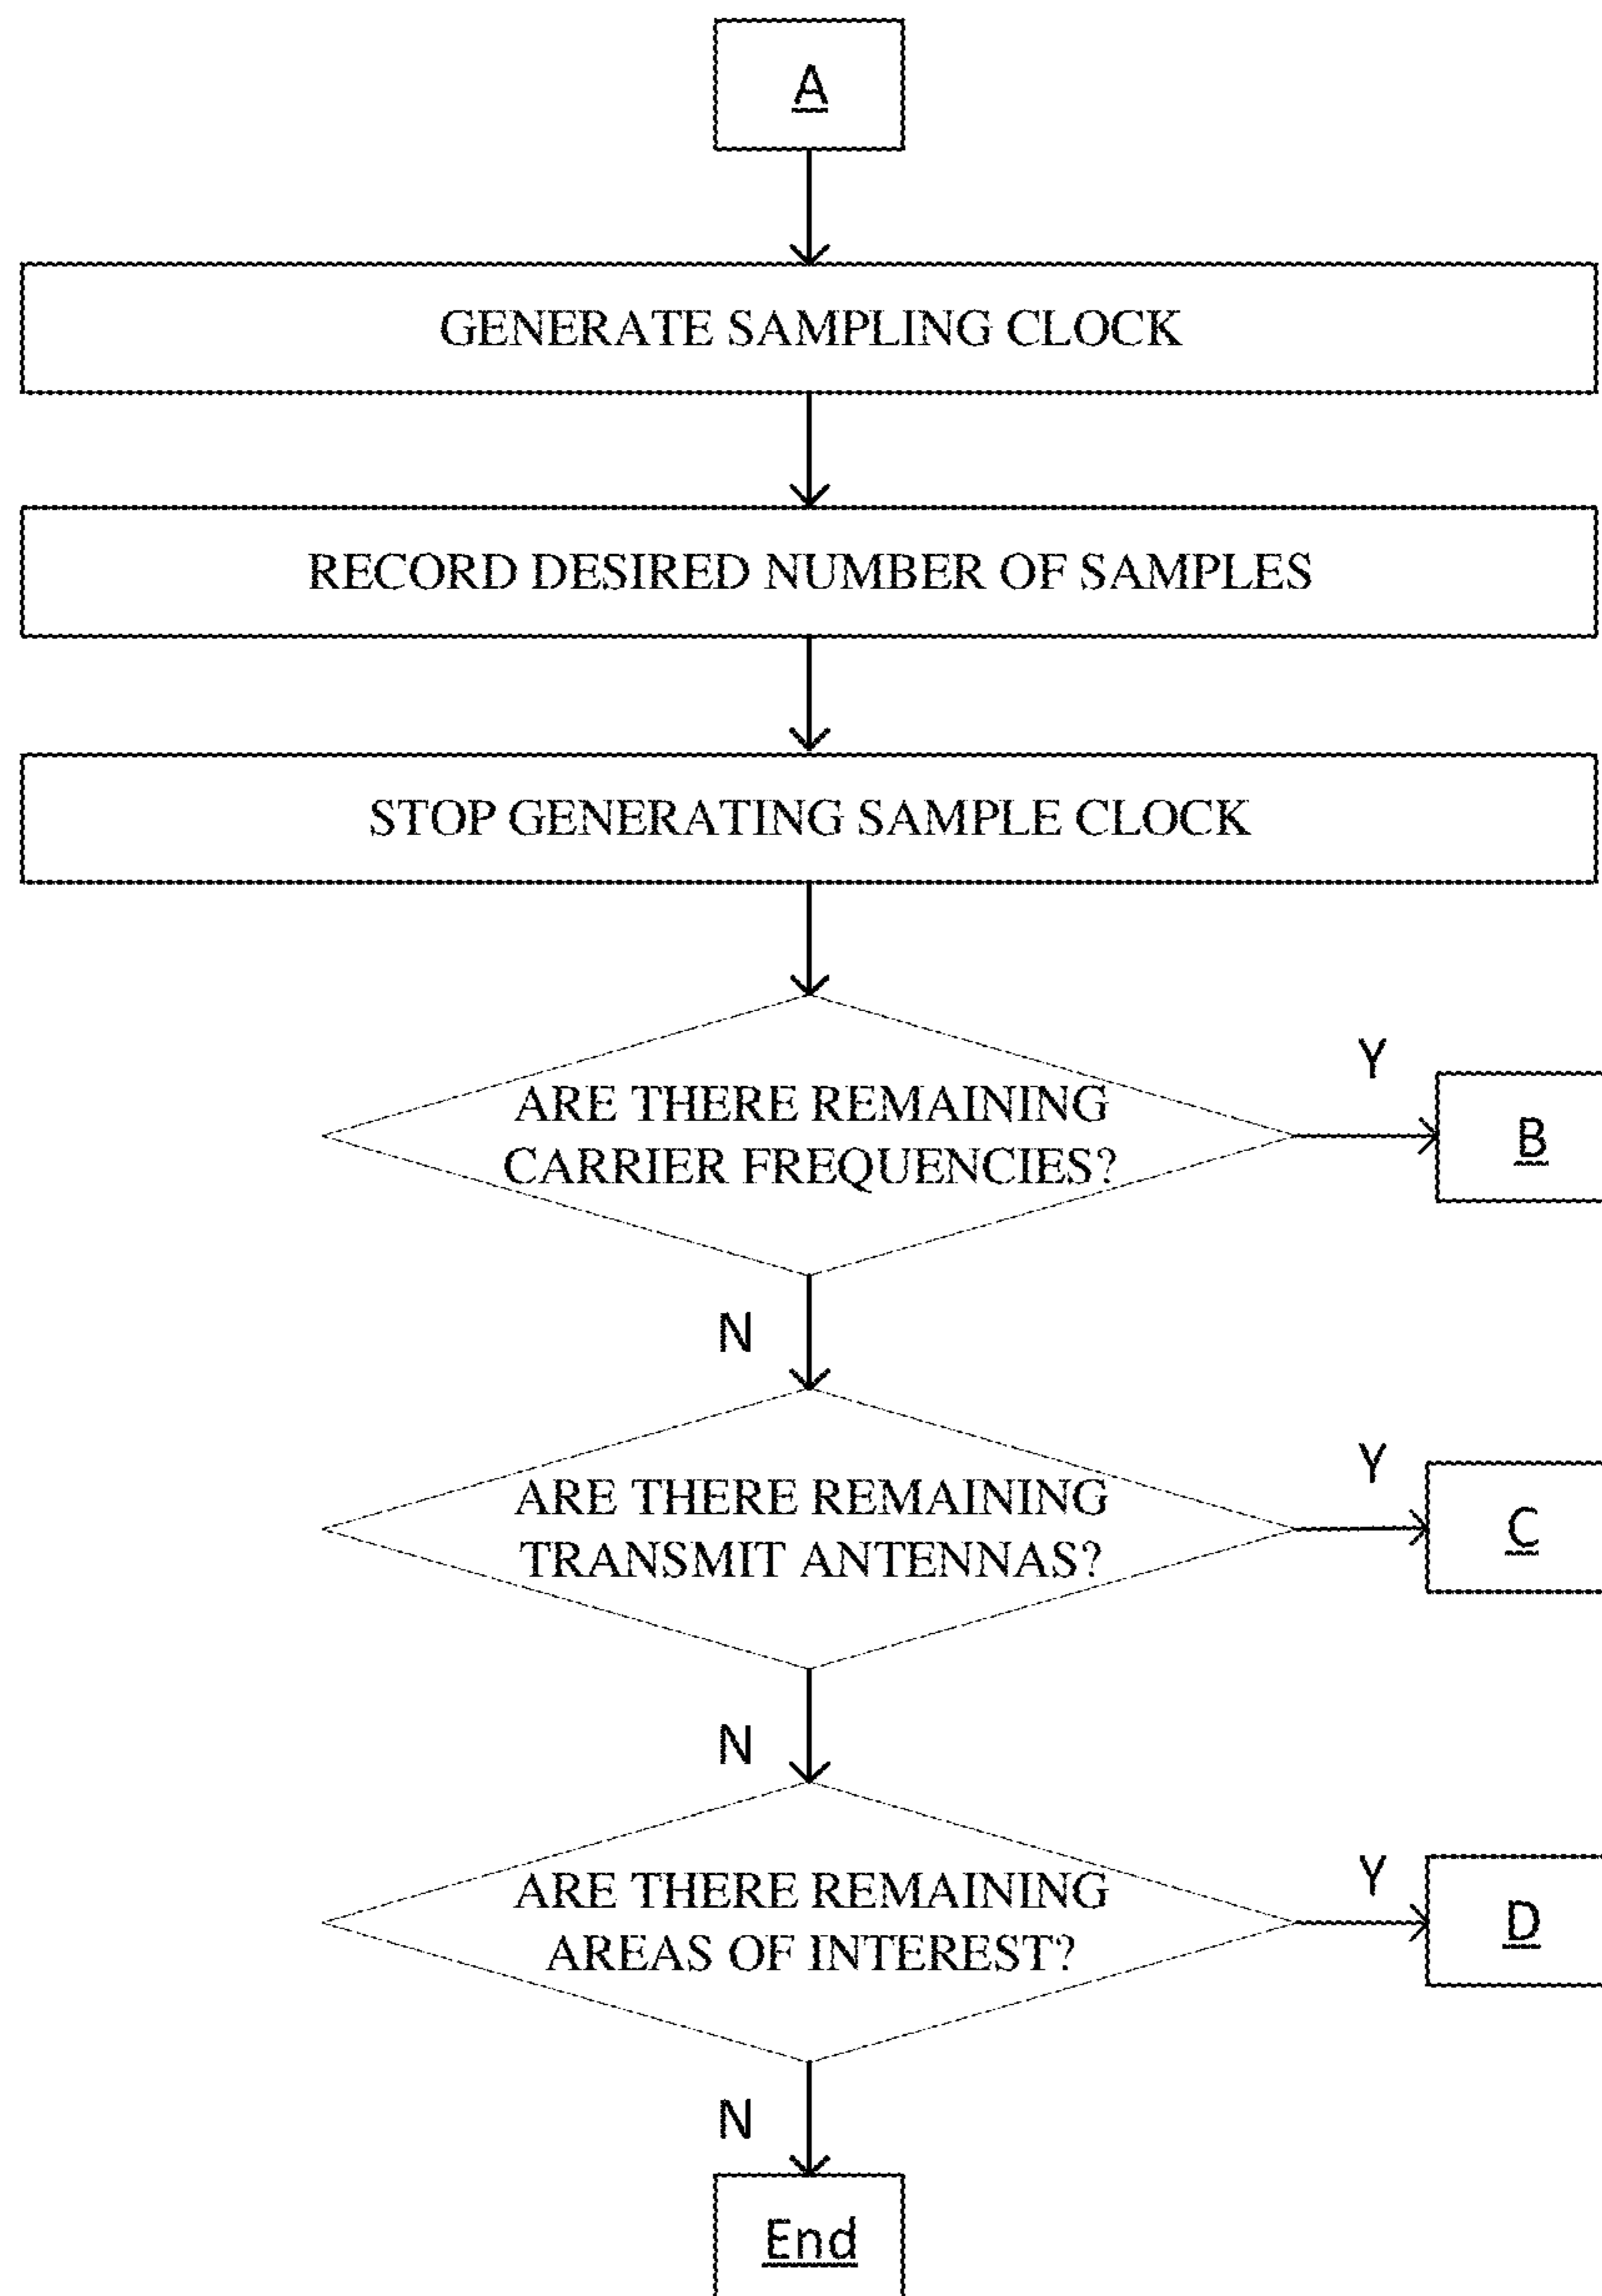 A
GENERATE SAMPLING CLOCK
RECORD DESIRED NUMBER OF SAMPLES
STOP GENERATING SAMPLE CLOCK
ARE THERE REMAINING
CARRIER FREQUENCIES?
Y
B
N
ARE THERE REMAINING
TRANSMIT ANTENNAS?
Y
C
N
ARE THERE REMAINING
AREAS OF INTEREST?
Y
D
N
End